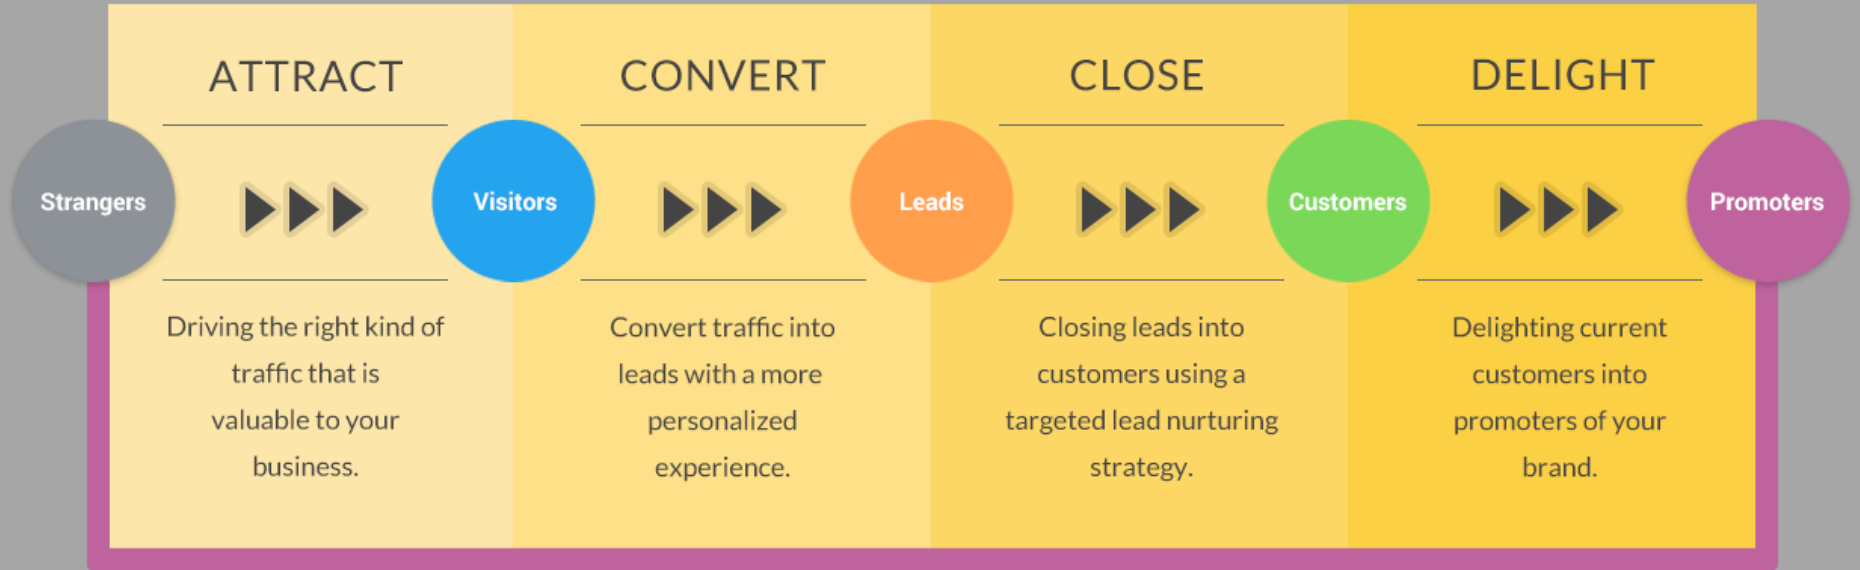 ATTRACT
CONVERT
CLOSE
DELIGHT
Strangers
Visitors
Leads
Customers
Promoters
Driving the right kind of
traffic that is
valuable to your
business.
Convert traffic into
leads with a more
personalized
experience.
Closing leads into
customers using a
targeted lead nurturing
strategy.
Delighting current
customers into
promoters of your
brand.